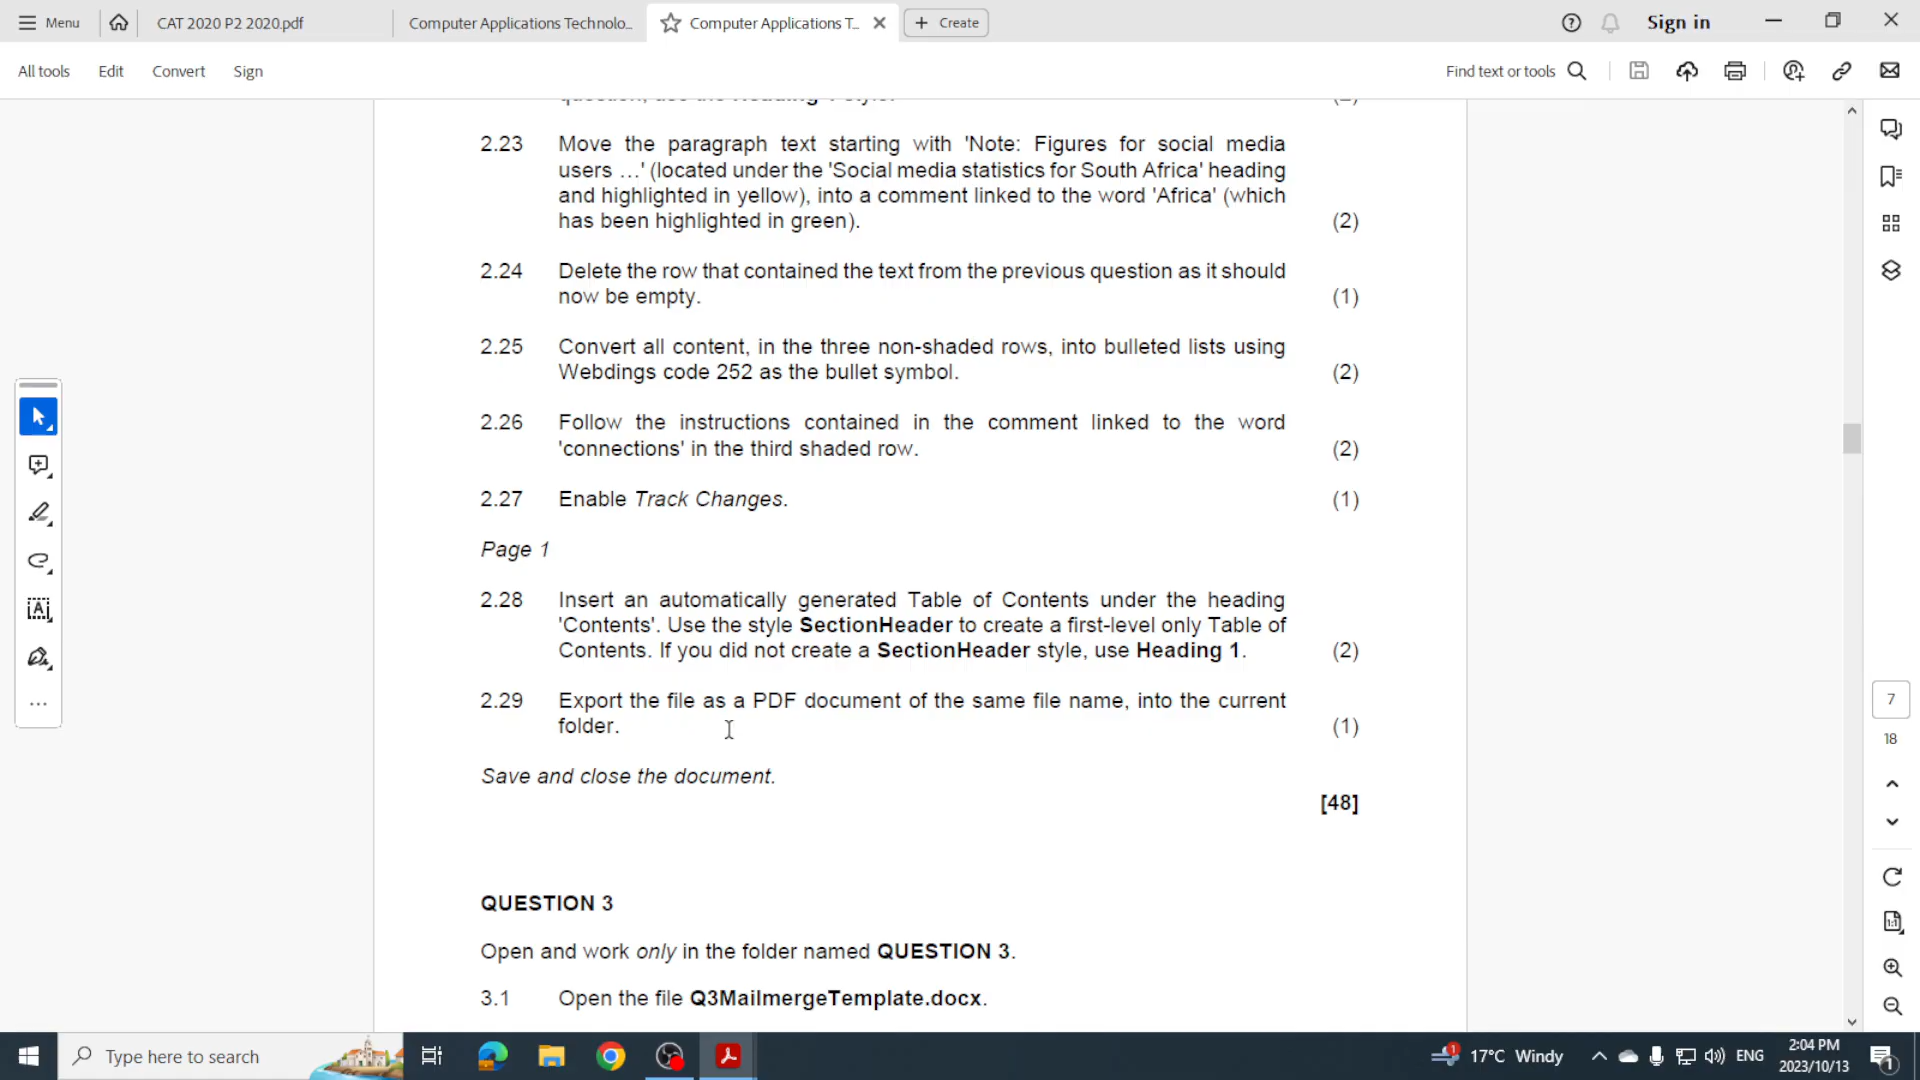 Menu
CAT 2020 P2 2020.pdf
Computer Applications Technolo...
Computer Applications T...
Create
Sign in
All tools
Edit
Convert
Sign
Find text or tools
2.23 Move the paragraph text starting with 'Note: Figures for social media
users …' (located under the 'Social media statistics for South Africa' heading
and highlighted in yellow), into a comment linked to the word 'Africa' (which
has been highlighted in green). (2)
2.24 Delete the row that contained the text from the previous question as it should
now be empty. (1)
2.25 Convert all content, in the three non-shaded rows, into bulleted lists using
Webdings code 252 as the bullet symbol. (2)
2.26 Follow the instructions contained in the comment linked to the word
'connections' in the third shaded row. (2)
2.27 Enable Track Changes. (1)
Page 1
2.28 Insert an automatically generated Table of Contents under the heading
'Contents'. Use the style SectionHeader to create a first-level only Table of
Contents. If you did not create a SectionHeader style, use Heading 1. (2)
2.29 Export the file as a PDF document of the same file name, into the current
folder. (1)
Save and close the document.
[48]
QUESTION 3
Open and work only in the folder named QUESTION 3.
3.1 Open the file Q3MailmergeTemplate.docx.
7
18
Type here to search
17°C Windy
ENG
2:04 PM
2023/10/13